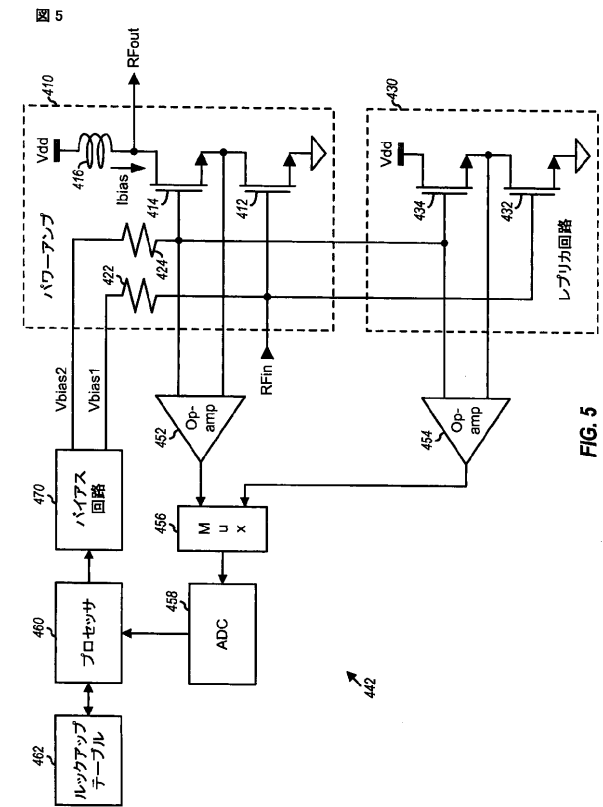 図 5
RFout
410
Vdd
416
Ibias
414
412
パワーアンプ
422
424
RFin
430
Vdd
434
432
レプリカ回路
Vbias2
Vbias1
452
Op-
amp
454
Op-
amp
470
バイアス
回路
456
M
u
x
460
プロセッサ
458
ADC
462
ルックアップ
テーブル
442
FIG. 5